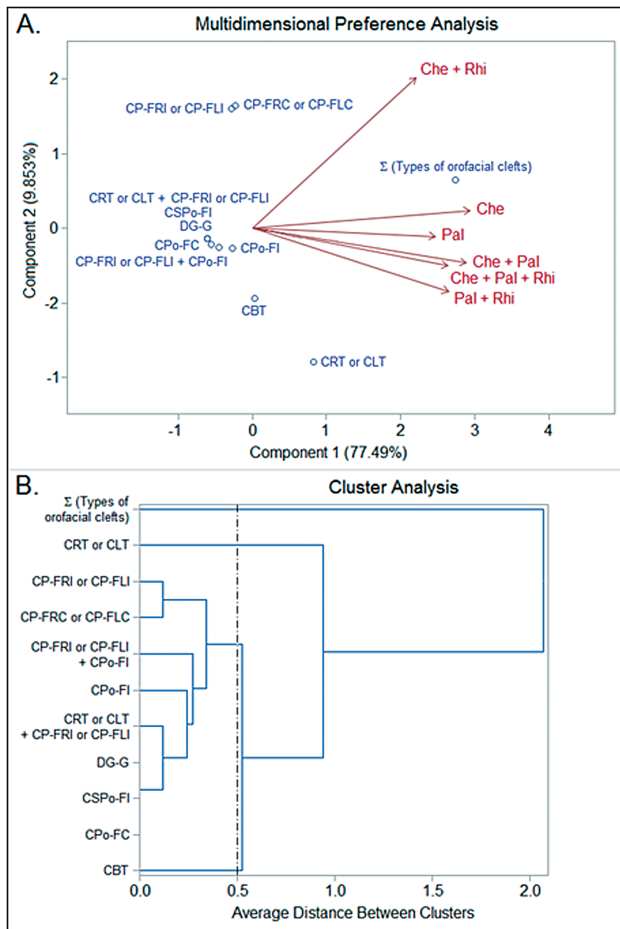 A.
Multidimensional Preference Analysis
Che + Rhi
CP-FRI or CP-FLI
CP-FRC or CP-FLC
Σ (Types of orofacial clefts)
CRT or CLT + CP-FRI or CP-FLI
CSPo-FI
DG-G
CPo-FC
CPo-FI
CP-FRI or CP-FLI + CPo-FI
Che
Pal
Che + Pal
Che + Pal + Rhi
Pal + Rhi
CBT
CRT or CLT
Component 2 (9.853%)
2
1
0
-2
-1
-1 0 1 2 3 4
Component 1 (77.49%)
B.
Cluster Analysis
Σ (Types of
orofacial clefts)
CRT or CLT
CP-FRI or CP-FLI
CP-FRC or CP-FLC
CP-FRI or CP-FLI
+ CPo-FI
CPo-FI
CRT or CLT
+ CP-FRI or CP-FLI
DG-G
CSPo-FI
CPo-FC
CBT
0.0 0.5 1.0 1.5 2.0
Average Distance Between Clusters